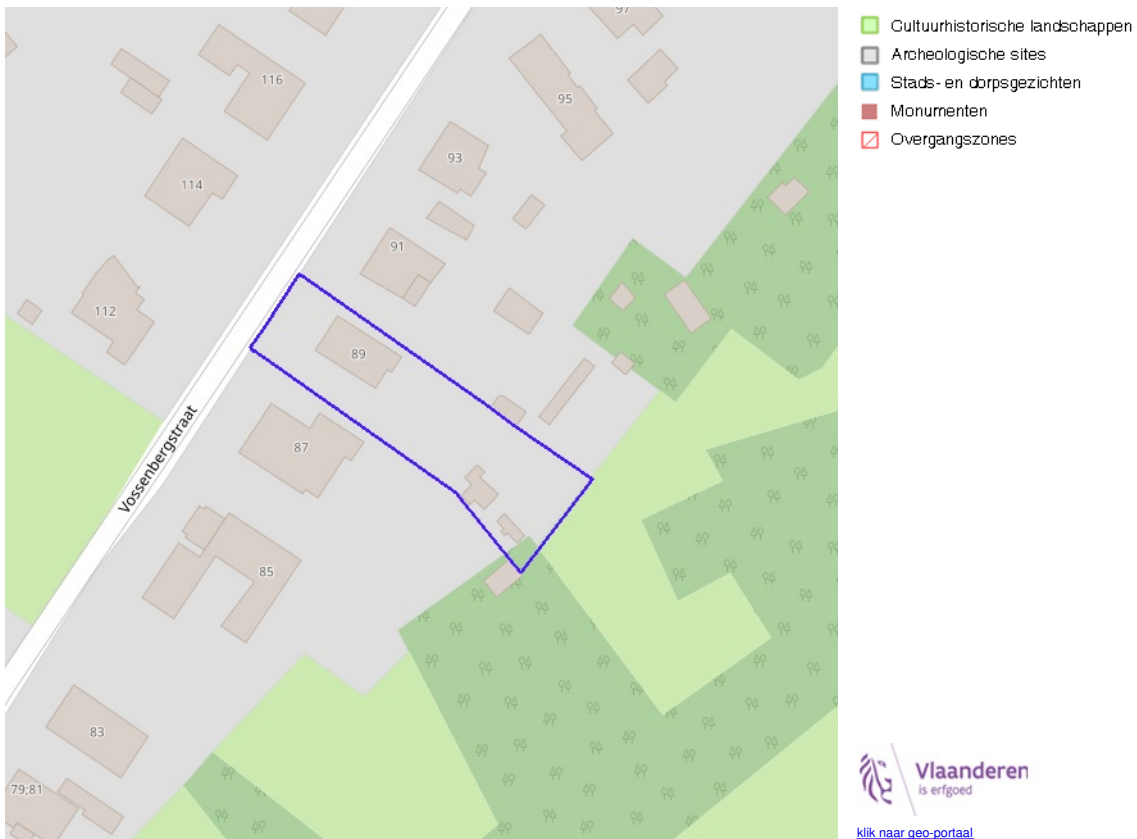 97
116
95
93
114
91
112
89
87
Vossenbergstraat
85
83
79;81
Cultuurhistorische landschappen
Archeologische sites
Stads- en dorpsgezichten
Monumenten
Overgangszones
Vlaanderen
is erfgoed
klik naar geo-portaal